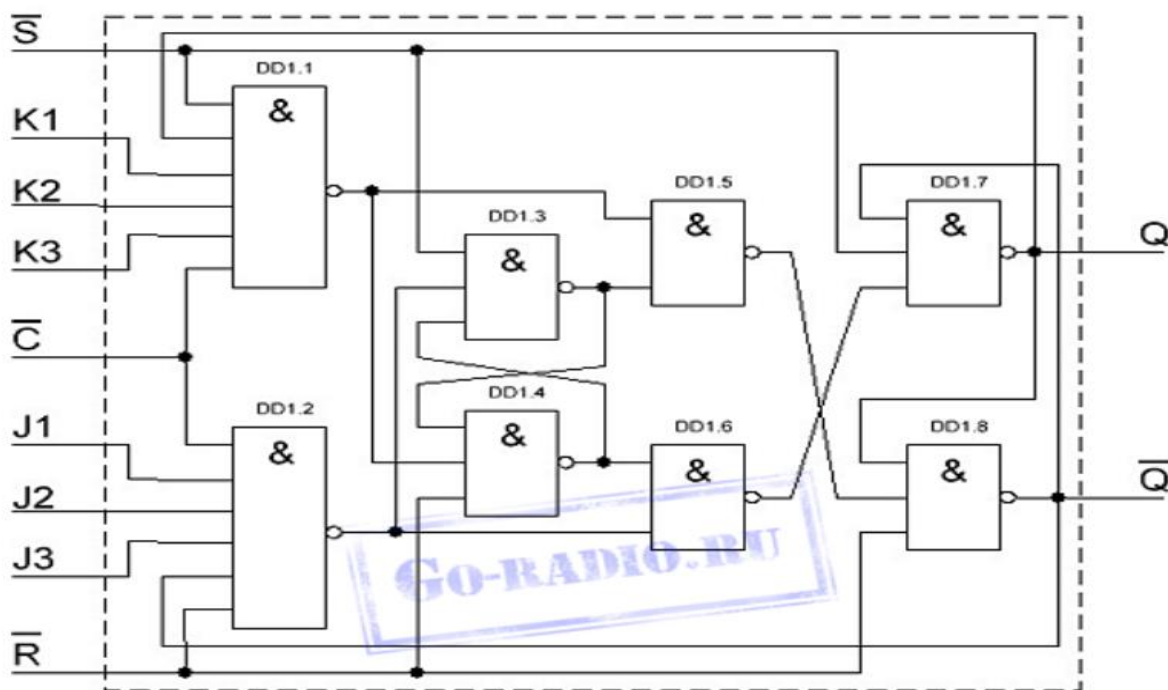 S̅
DD1.1
&
K1
K2
K3
DD1.5
&
DD1.7
&
Q
DD1.3
&
C̅
DD1.4
&
DD1.2
&
J1
J2
J3
DD1.6
&
DD1.8
&
Q̅
GO-RADIO.RU
R̅